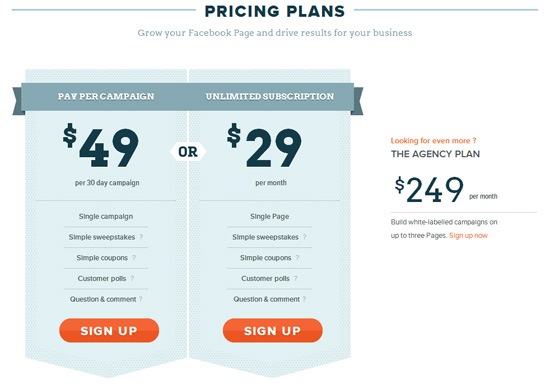 PRICING PLANS
Grow your Facebook Page and drive results for your business
PAY PER CAMPAIGN
$49
per 30 day campaign
Single campaign
Simple sweepstakes ?
Simple coupons ?
Customer polls ?
Question & comment ?
SIGN UP
OR
UNLIMITED SUBSCRIPTION
$29
per month
Single Page
Simple sweepstakes ?
Simple coupons ?
Customer polls ?
Question & comment ?
SIGN UP
Looking for even more ?
THE AGENCY PLAN
$249 per month
Build white-labelled campaigns on
up to three Pages. Sign up now